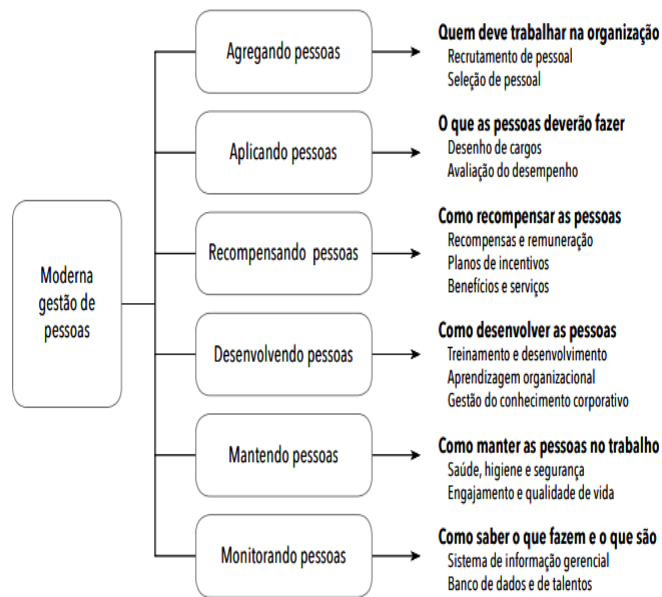 Moderna
gestão de
pessoas
Agregando pessoas
Quem deve trabalhar na organização
Recrutamento de pessoal
Seleção de pessoal
Aplicando pessoas
O que as pessoas deverão fazer
Desenho de cargos
Avaliação do desempenho
Recompensando pessoas
Como recompensar as pessoas
Recompensas e remuneração
Planos de incentivos
Benefícios e serviços
Desenvolvendo pessoas
Como desenvolver as pessoas
Treinamento e desenvolvimento
Aprendizagem organizacional
Gestão do conhecimento corporativo
Mantendo pessoas
Como manter as pessoas no trabalho
Saúde, higiene e segurança
Engajamento e qualidade de vida
Monitorando pessoas
Como saber o que fazem e o que são
Sistema de informação gerencial
Banco de dados e de talentos